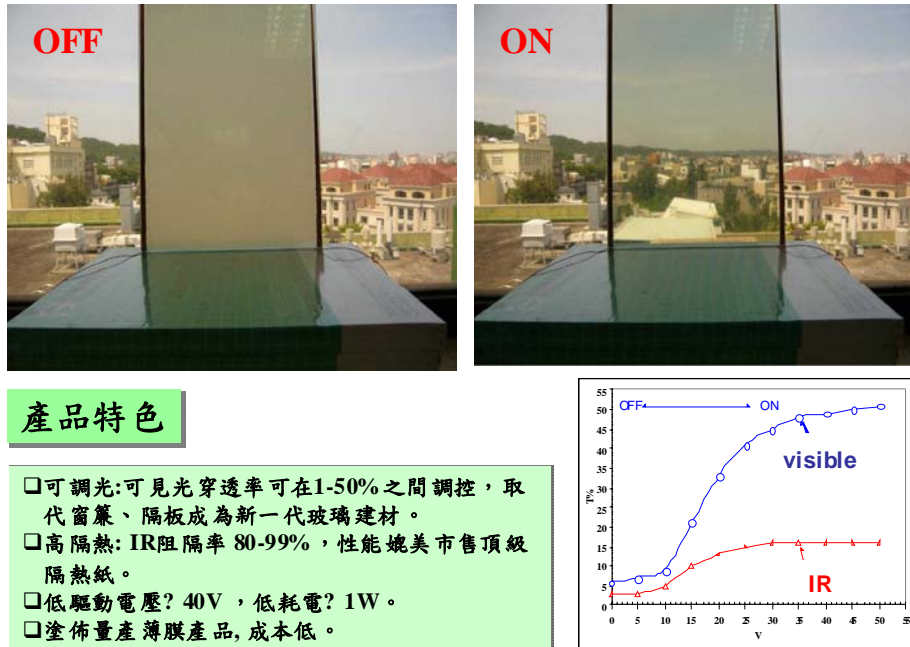 OFF
ON
產品特色
❑可調光:可見光穿透率可在1-50%之間調控，取
代窗簾、隔板成為新一代玻璃建材。
❑高隔熱: IR阻隔率 80-99%，性能媲美市售頂級
隔熱紙。
❑低驅動電壓? 40V ，低耗電? 1W。
❑塗佈量產薄膜產品, 成本低。
55
50
45
40
35
30
25
20
15
10
5
0
T%
OFF
ON
visible
IR
0 5 10 15 20 25 30 35 40 45 50 55
V